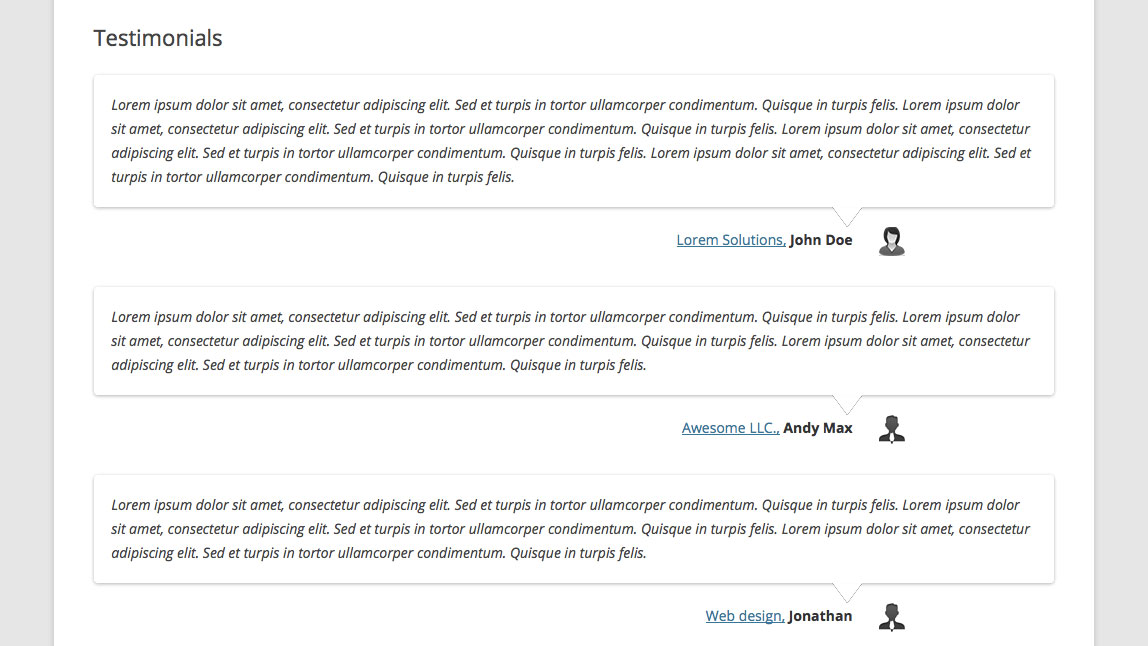 Testimonials
Lorem ipsum dolor sit amet, consectetur adipiscing elit. Sed et turpis in tortor ullamcorper condimentum. Quisque in turpis felis. Lorem ipsum dolor
sit amet, consectetur adipiscing elit. Sed et turpis in tortor ullamcorper condimentum. Quisque in turpis felis. Lorem ipsum dolor sit amet, consectetur
adipiscing elit. Sed et turpis in tortor ullamcorper condimentum. Quisque in turpis felis. Lorem ipsum dolor sit amet, consectetur adipiscing elit. Sed et
turpis in tortor ullamcorper condimentum. Quisque in turpis felis.
Lorem Solutions, John Doe
Lorem ipsum dolor sit amet, consectetur adipiscing elit. Sed et turpis in tortor ullamcorper condimentum. Quisque in turpis felis. Lorem ipsum dolor
sit amet, consectetur adipiscing elit. Sed et turpis in tortor ullamcorper condimentum. Quisque in turpis felis. Lorem ipsum dolor sit amet, consectetur
adipiscing elit. Sed et turpis in tortor ullamcorper condimentum. Quisque in turpis felis.
Awesome LLC., Andy Max
Lorem ipsum dolor sit amet, consectetur adipiscing elit. Sed et turpis in tortor ullamcorper condimentum. Quisque in turpis felis. Lorem ipsum dolor
sit amet, consectetur adipiscing elit. Sed et turpis in tortor ullamcorper condimentum. Quisque in turpis felis. Lorem ipsum dolor sit amet, consectetur
adipiscing elit. Sed et turpis in tortor ullamcorper condimentum. Quisque in turpis felis.
Web design, Jonathan